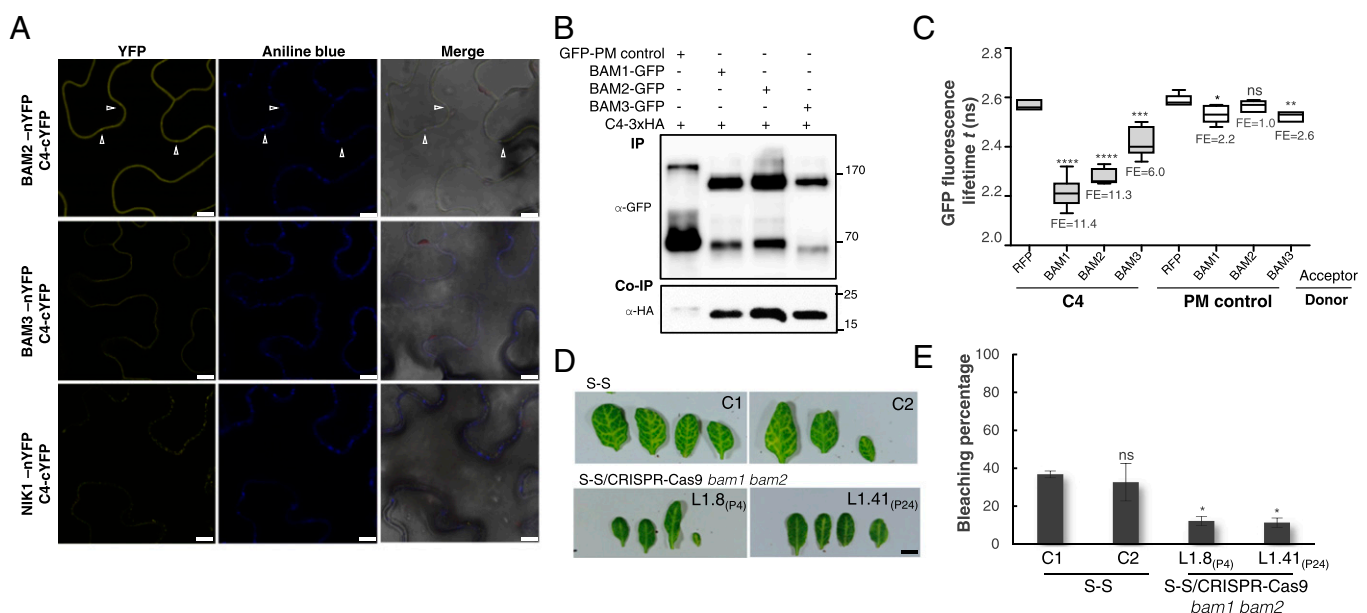 A
YFP
Aniline blue
Merge
BAM2 –nYFP
C4-cYFP
BAM3 –nYFP
C4-cYFP
NIK1 –nYFP
C4-cYFP
B
GFP-PM control + - - -
BAM1-GFP - + - -
BAM2-GFP - - + -
BAM3-GFP - - - +
C4-3xHA + + + +
IP
α-GFP
170
70
Co-IP
α-HA
25
15
C
GFP fluorescence
lifetime t (ns)
2.8
2.6
2.4
2.2
2.0
****
FE=11.4
****
FE=11.3
***
FE=6.0
*
FE=2.2
ns
FE=1.0
**
FE=2.6
RFP BAM1 BAM2 BAM3 RFP BAM1 BAM2 BAM3 Acceptor
C4 PM control Donor
D
S-S
C1
C2
S-S/CRISPR-Cas9 bam1 bam2
L1.8(P4)
L1.41(P24)
E
Bleaching percentage
100
80
60
40
20
0
ns
*
*
C1 C2 L1.8(P4) L1.41(P24)
S-S S-S/CRISPR-Cas9
bam1 bam2